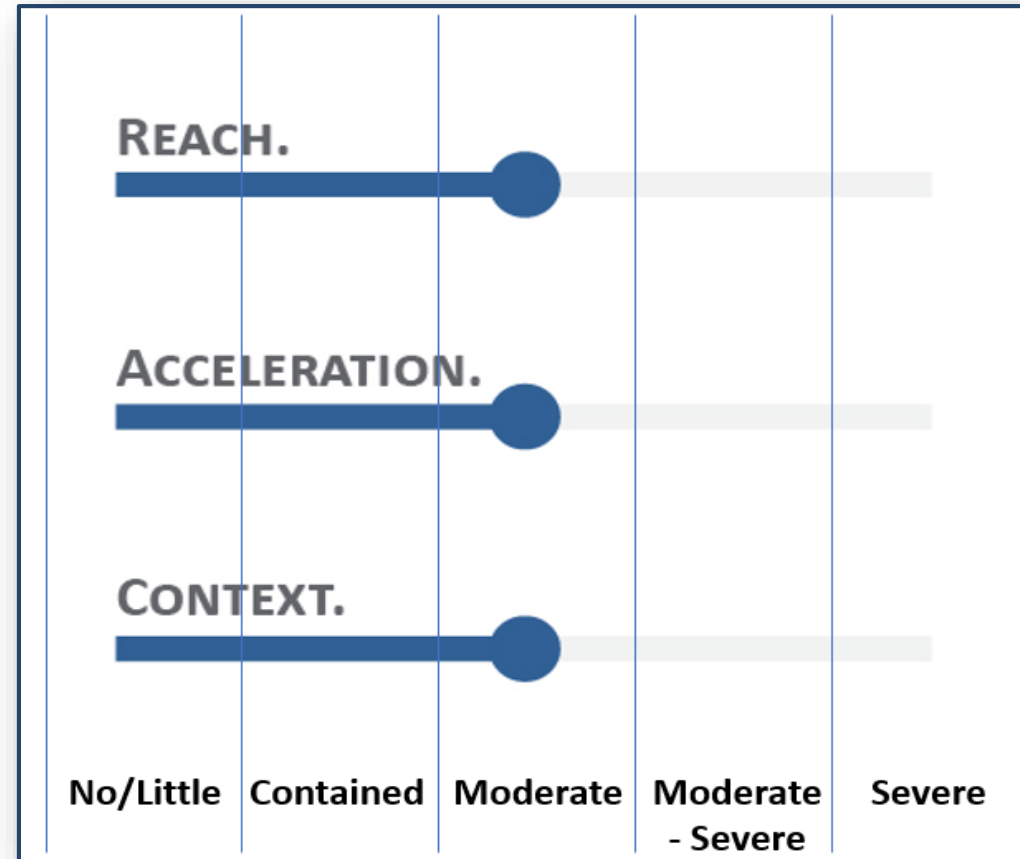 REACH.
ACCELERATION.
CONTEXT.
No/Little Contained Moderate Moderate - Severe Severe